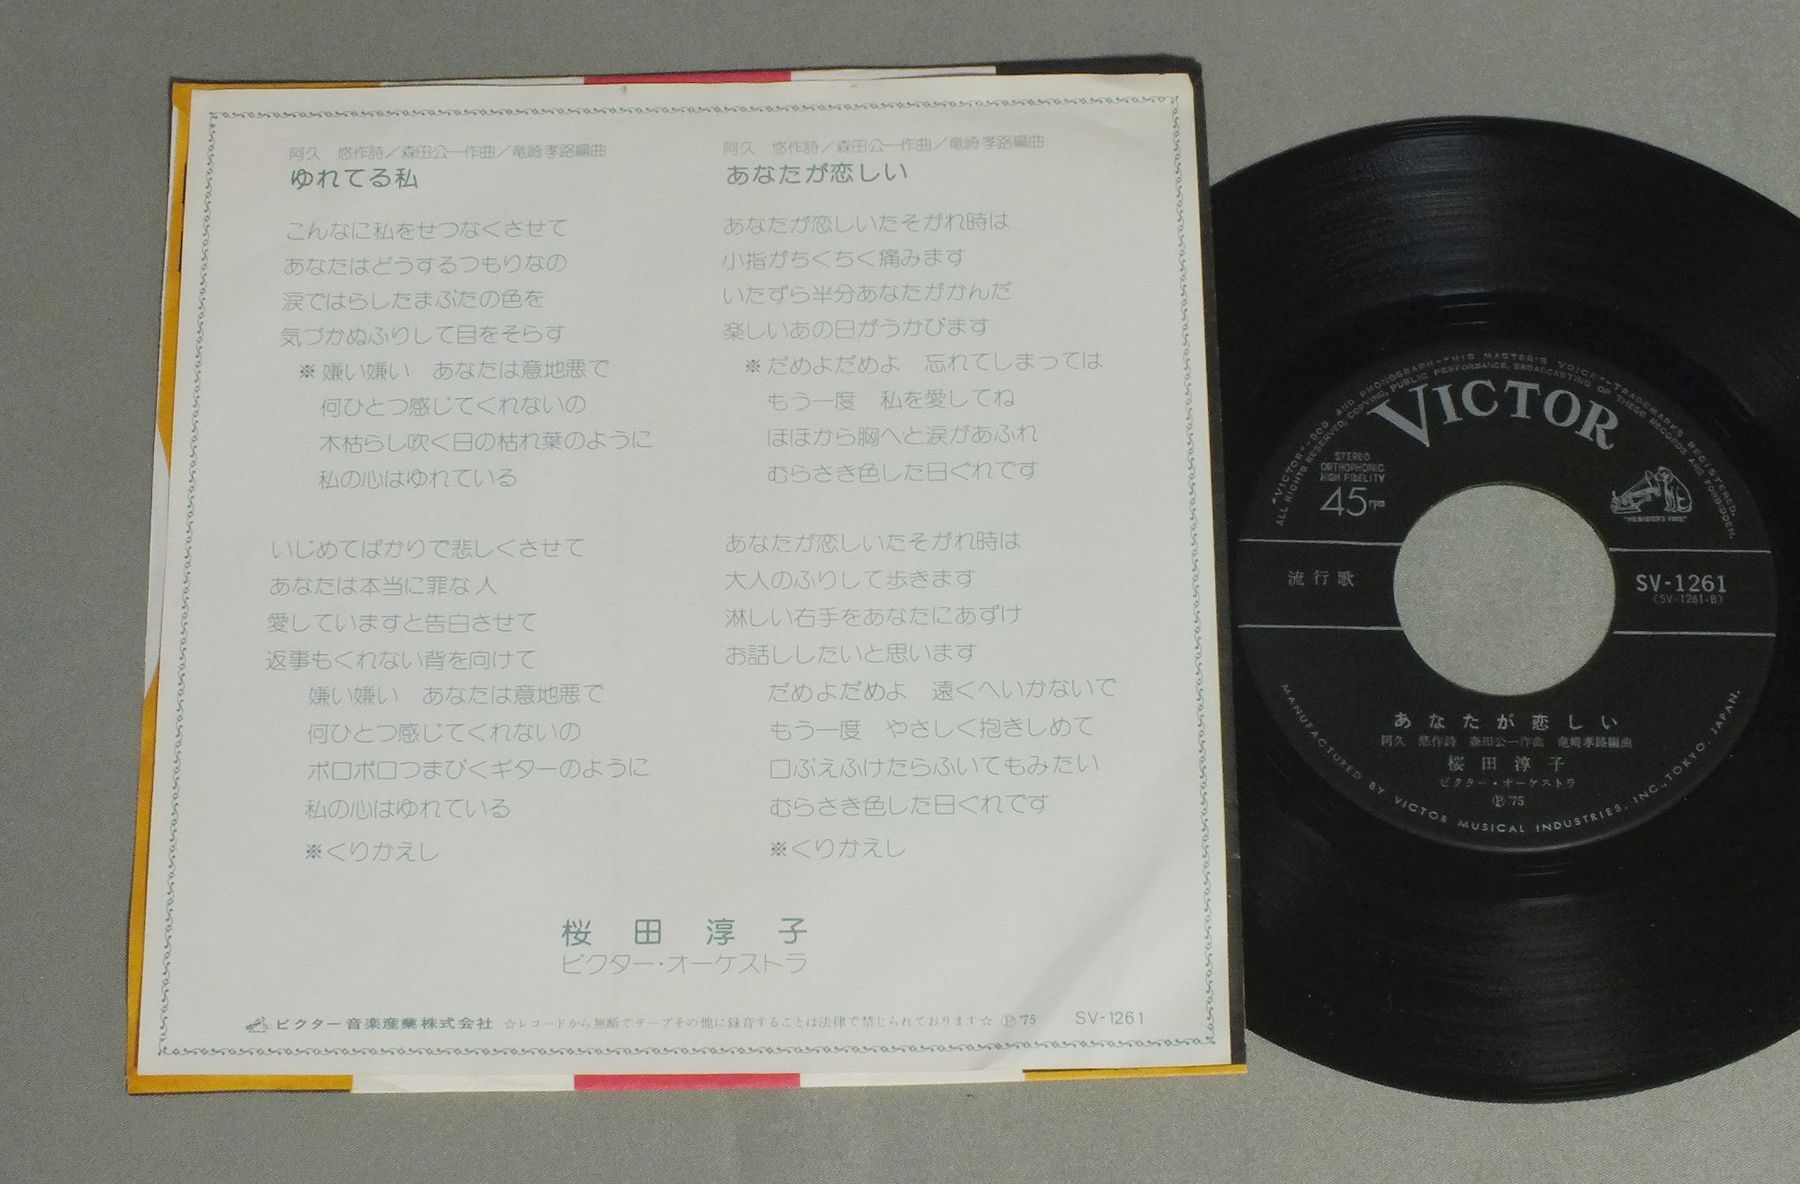 阿久 悠作詩／森田公一作曲／竜崎孝路編曲
ゆれてる私
こんなに私をせつなくさせて
あなたはどうするつもりなの
涙ではらしたまぶたの色を
気づかぬふりして目をそらす
※嫌い嫌い あなたは意地悪で
何ひとつ感じてくれないの
木枯らし吹く日の枯れ葉のように
私の心はゆれている
いじめてばかりで悲しくさせて
あなたは本当に罪な人
愛していますと告白させて
返事もくれない背を向けて
嫌い嫌い あなたは意地悪で
何ひとつ感じてくれないの
ポロポロつまびくギターのように
私の心はゆれている
※くりかえし
阿久 悠作詩／森田公一作曲／竜崎孝路編曲
あなたが恋しい
あなたが恋しいたそがれ時は
小指がちくちく痛みます
いたずら半分あなたがかんだ
楽しいあの日がうかびます
※だめよだめよ 忘れてしまっては
もう一度 私を愛してね
ほほから胸へと涙があふれ
むらさき色した日ぐれです
あなたが恋しいたそがれ時は
大人のふりして歩きます
淋しい右手をあなたにあずけ
お話ししたいと思います
だめよだめよ 遠くへいかないで
もう一度 やさしく抱きしめて
口ぶえふけたらふいてもみたい
むらさき色した日ぐれです
※くりかえし
桜田淳子
ビクター・オーケストラ
ビクター音楽産業株式会社 ☆レコードから無断でテープその他に録音することは法律で禁じられております☆ Ⓟ'75 SV-1261
"VICTOR"-DOG AND PHONOGRAPH-"HIS MASTER'S VOICE"-TRADEMARKS REGISTERED.
ALL RIGHTS RESERVED, COPYING, PUBLIC PERFORMANCE, BROADCASTING OF THESE RECORDS ARE FORBIDDEN.
VICTOR
STEREO
ORTHOPHONIC
HIGH FIDELITY
45rpm
"HIS MASTER'S VOICE"
流行歌
SV-1261
(SV-1261-B)
あなたが恋しい
阿久 悠作詩 森田公一作曲 竜崎孝路編曲
桜田淳子
ビクター・オーケストラ
Ⓟ'75
MANUFACTURED BY VICTOR MUSICAL INDUSTRIES, INC., TOKYO, JAPAN.